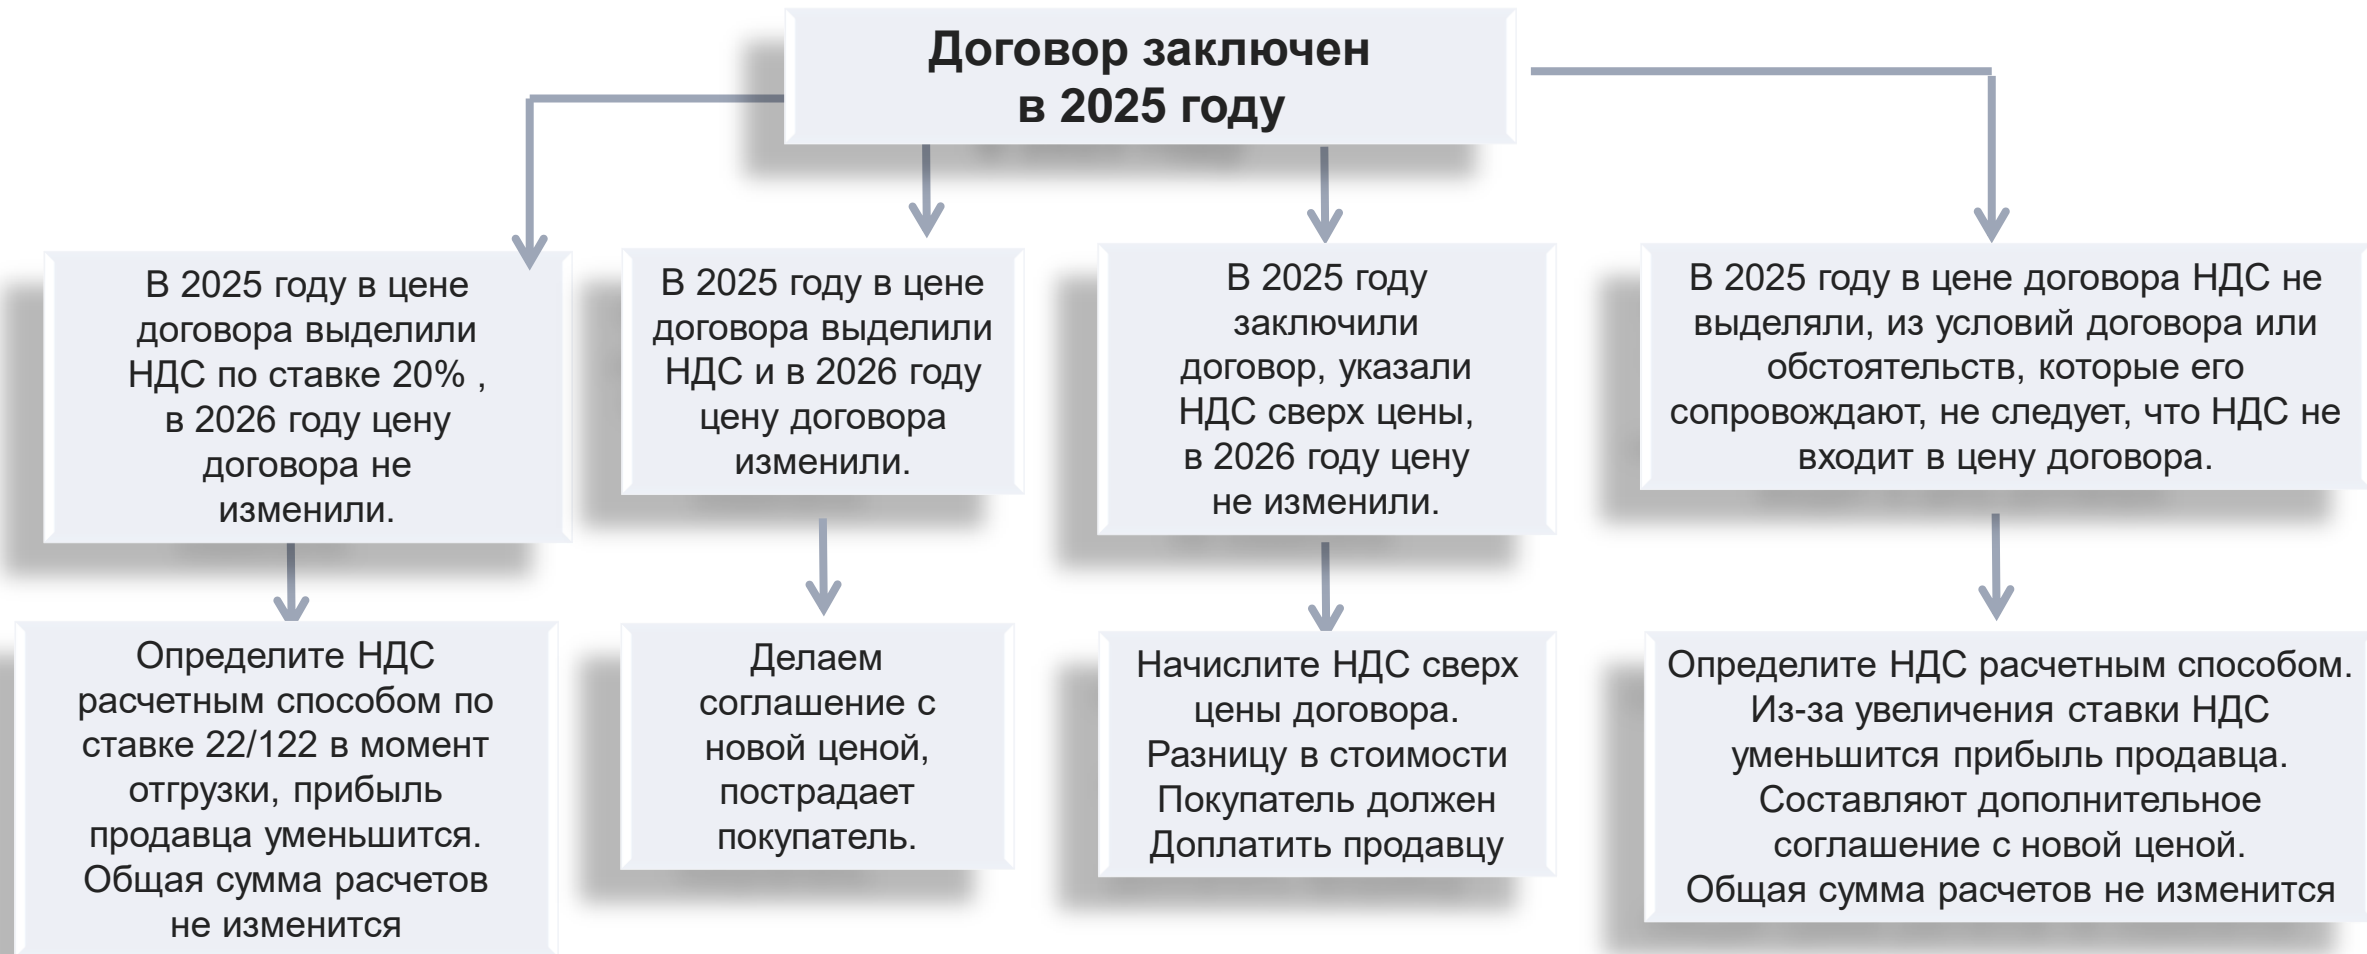 Договор заключен
в 2025 году
В 2025 году в цене
договора выделили
НДС по ставке 20% ,
в 2026 году цену
договора не
изменили.
В 2025 году в цене
договора выделили
НДС и в 2026 году
цену договора
изменили.
В 2025 году
заключили
договор, указали
НДС сверх цены,
в 2026 году цену
не изменили.
В 2025 году в цене договора НДС не
выделяли, из условий договора или
обстоятельств, которые его
сопровождают, не следует, что НДС не
входит в цену договора.
Определите НДС
расчетным способом по
ставке 22/122 в момент
отгрузки, прибыль
продавца уменьшится.
Общая сумма расчетов
не изменится
Делаем
соглашение с
новой ценой,
пострадает
покупатель.
Начислите НДС сверх
цены договора.
Разницу в стоимости
Покупатель должен
Доплатить продавцу
Определите НДС расчетным способом.
Из-за увеличения ставки НДС
уменьшится прибыль продавца.
Составляют дополнительное
соглашение с новой ценой.
Общая сумма расчетов не изменится